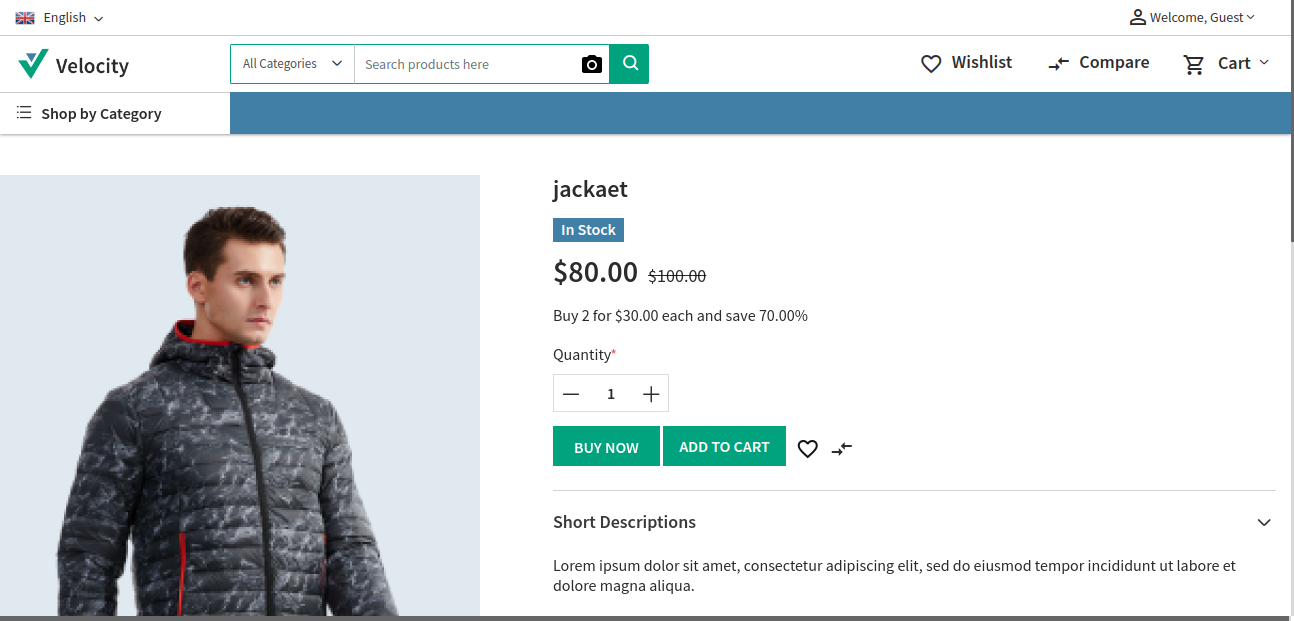 English
Welcome, Guest
Velocity
All Categories
Search products here
Wishlist
Compare
Cart
Shop by Category
jackaet
In Stock
$80.00 $100.00
Buy 2 for $30.00 each and save 70.00%
Quantity*
1
BUY NOW
ADD TO CART
Short Descriptions
Lorem ipsum dolor sit amet, consectetur adipiscing elit, sed do eiusmod tempor incididunt ut labore et
dolore magna aliqua.